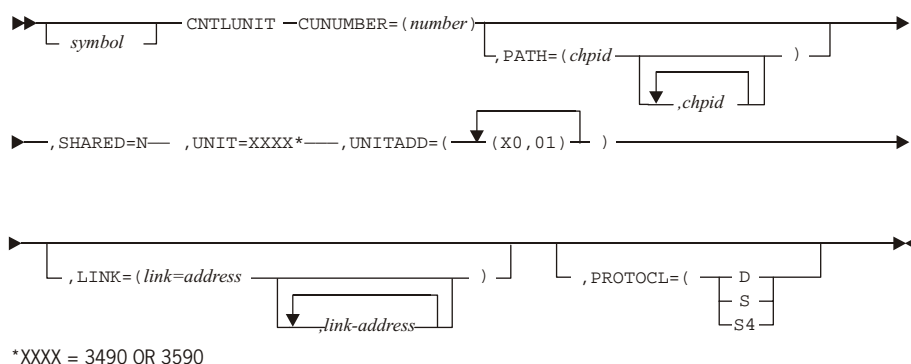 symbol CNTLUNIT CUNUMBER=(number)
,PATH=(chpid )
,chpid
,SHARED=N ,UNIT=XXXX* ,UNITADD=( (X0,01) )
,LINK=(link=address ) ,PROTOCL=( D
,link-address S
S4
*XXXX = 3490 OR 3590